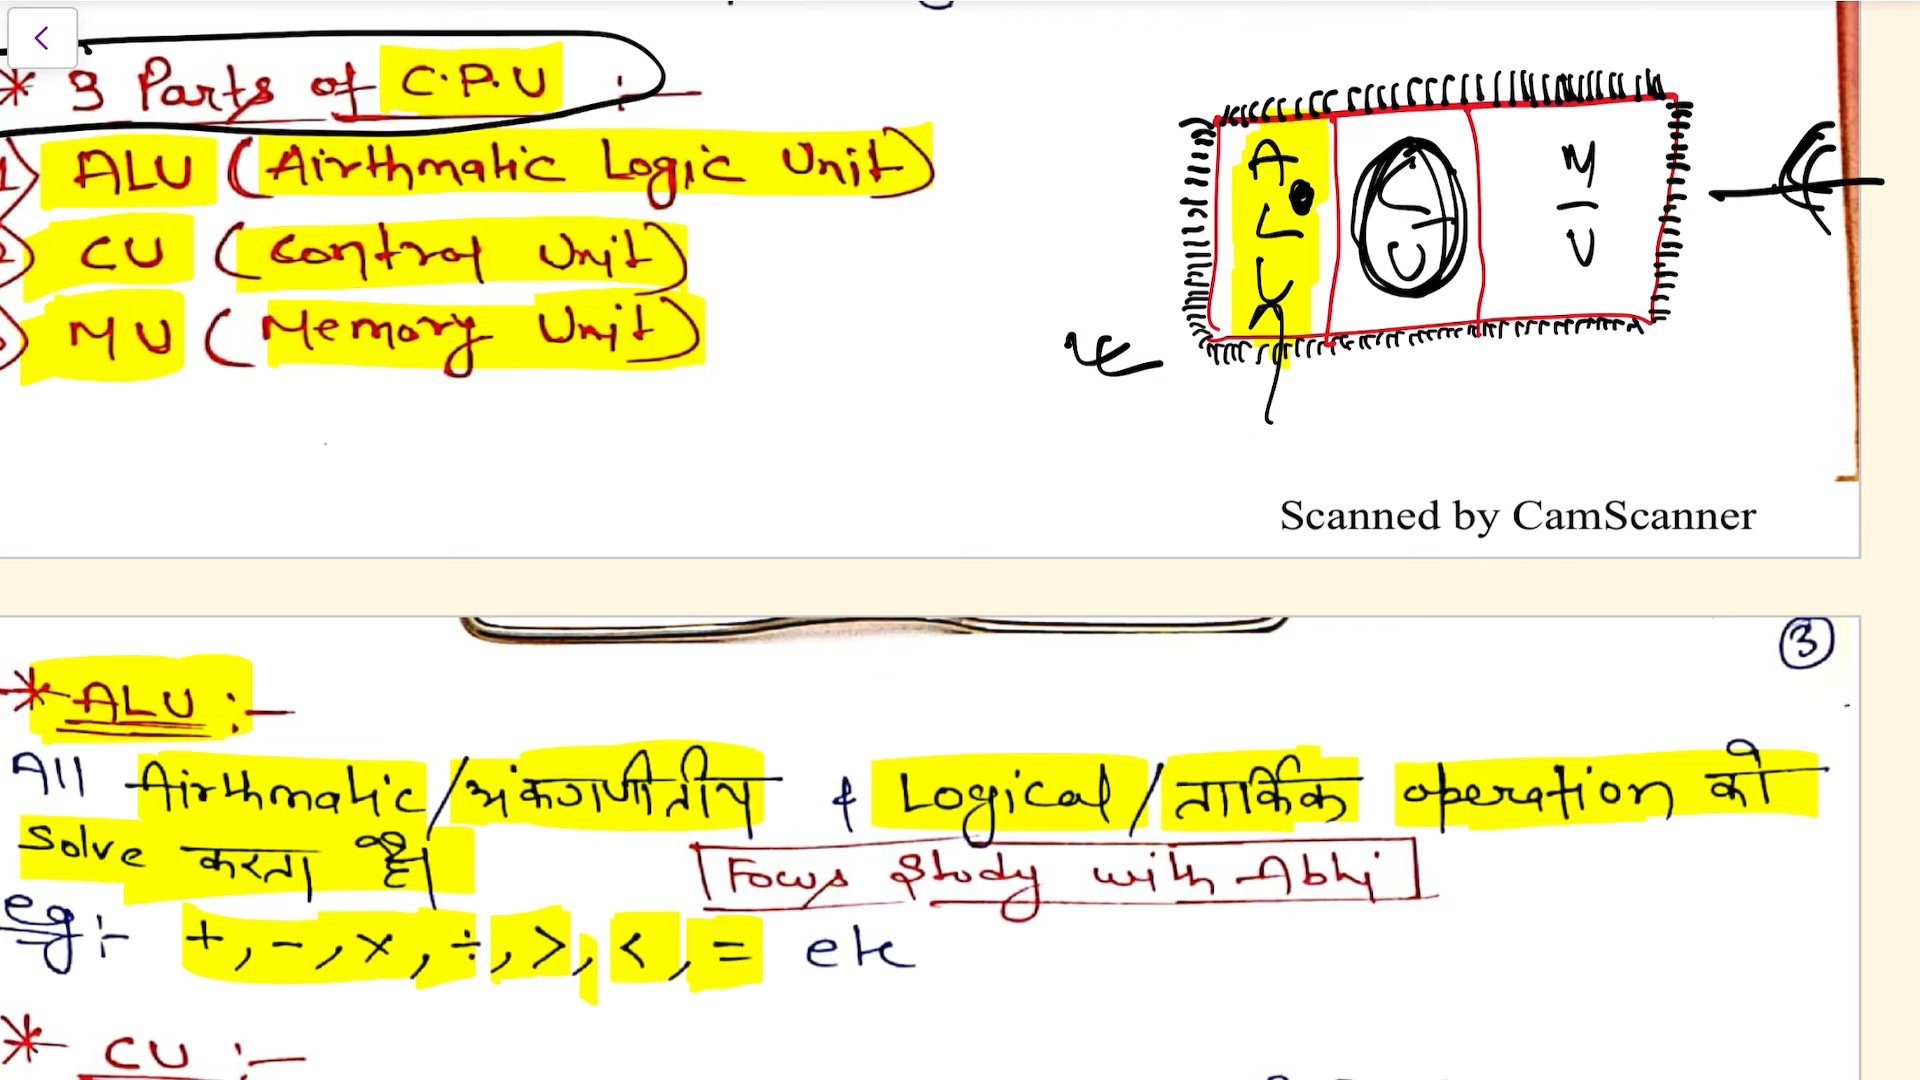 * 3 Parts of C.P.U :-
1) ALU (Airthmatic Logic Unit)
2) CU (Control Unit)
3) MU (Memory Unit)
A L U
C U
M U
Scanned by CamScanner
3
* ALU :-
All Airthmatic/अंकगणीतीय & Logical/तार्किक operation को
Solve करता है।
Focus Study with Abhi
eg:- +, -, ×, ÷, >, <, = etc
* CU :-